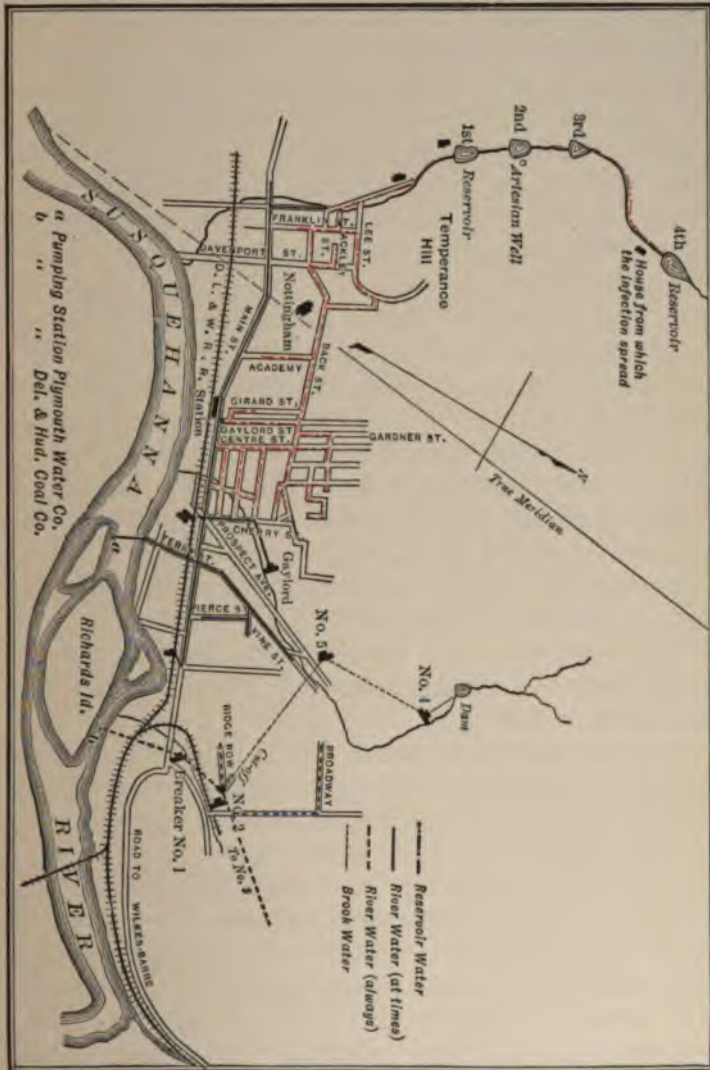 4th
Reservoir
House from which
the infection spread
3rd
2nd
Artesian Well
1st
Reservoir
Temperance
Hill
N.
True Meridian
FRANKLIN ST.
LEE ST.
ST.
DAVENPORT ST.
Nottingham
MAIN ST.
BACK ST.
D. L. & W. R. R. Station
ACADEMY
GIRARD ST.
GAYLORD ST.
CENTRE ST.
GARDNER ST.
CHERRY S
Gaylord
PROSPECT AVE.
FERRY ST.
PIERCE S
VINE ST.
No. 5
No. 4
Dam
RIDGE ROW
Cut-off
BROADWAY
No. 2
To No. 3
Breaker No. 1
ROAD TO WILKES-BARRE
SUSQUEHANNA
RIVER
Richards Id.
a
b
a Pumping Station Plymouth Water Co.
b " " Del. & Hud. Coal Co.
Reservoir Water
River Water (at times)
River Water (always)
Brook Water